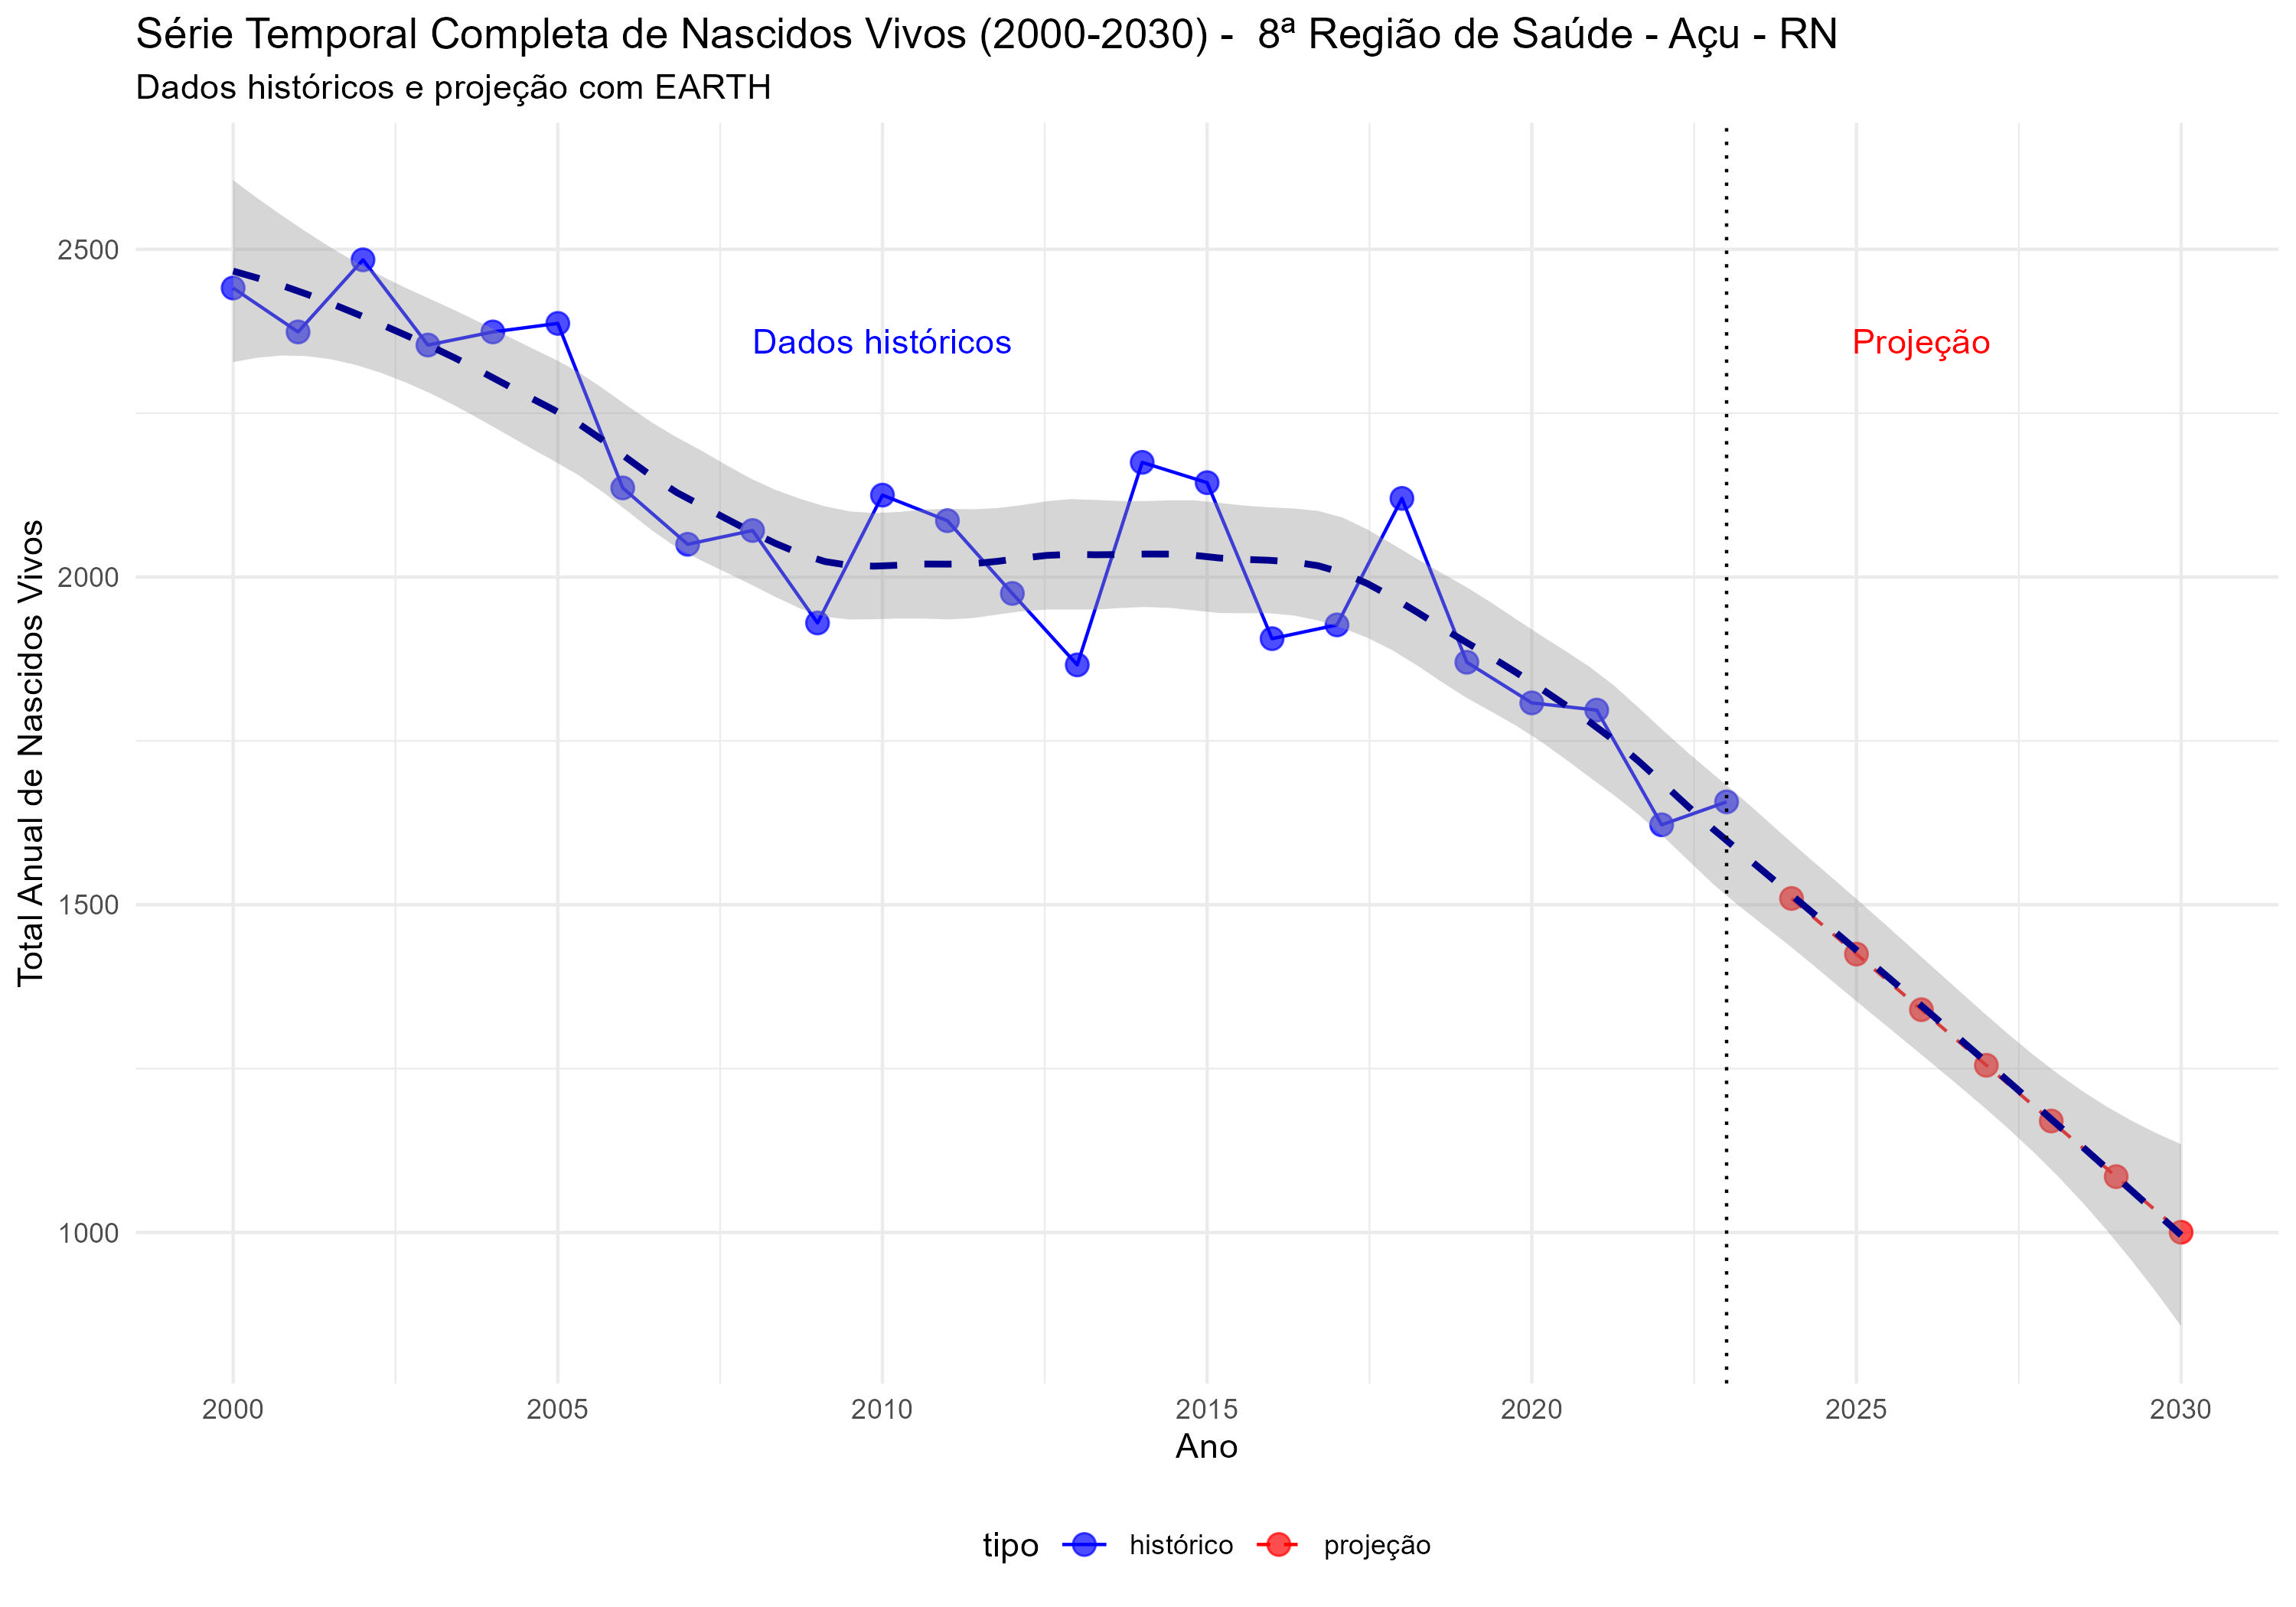 Série Temporal Completa de Nascidos Vivos (2000-2030) -  8ª Região de Saúde - Açu - RN
Dados históricos e projeção com EARTH
Total Anual de Nascidos Vivos
2500
2000
1500
1000
Dados históricos
Projeção
2000 2005 2010 2015 2020 2025 2030
Ano
tipo histórico projeção